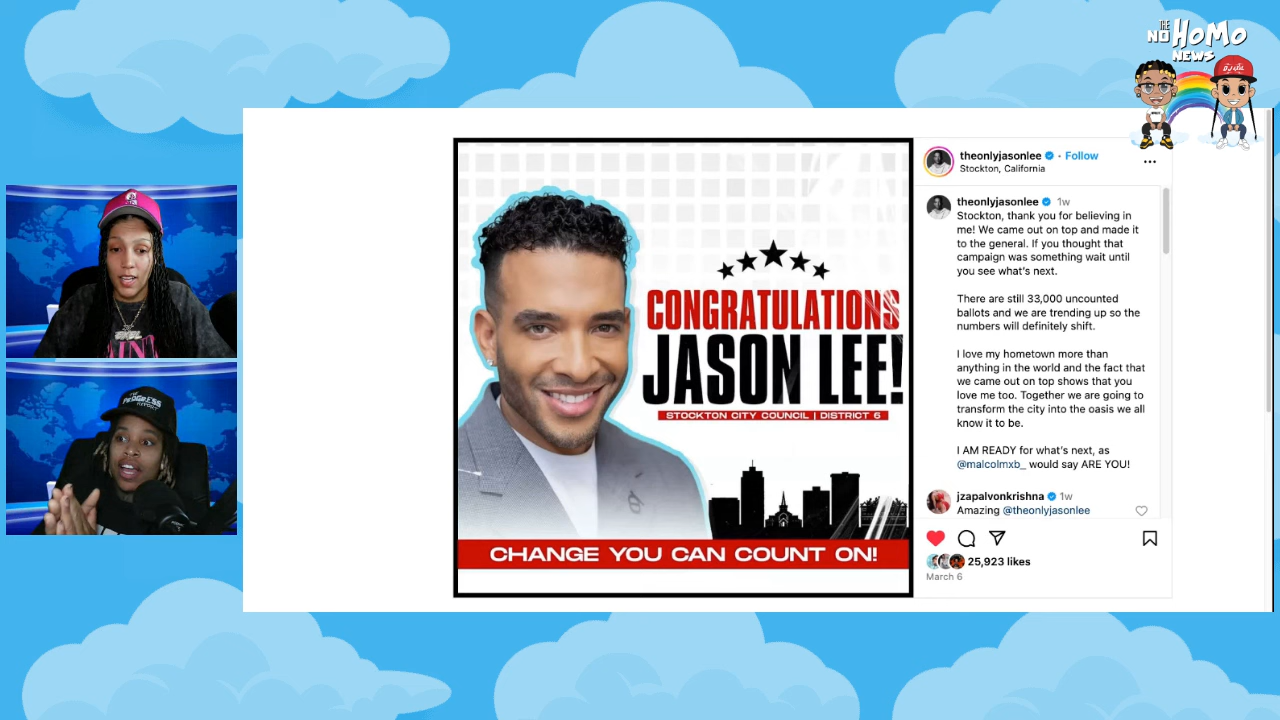 THE
NO HOMO
NEWS
PROGRESS
CONGRATULATIONS
JASON LEE!
STOCKTON CITY COUNCIL | DISTRICT 6
CHANGE YOU CAN COUNT ON!
theonlyjasonlee · Follow
Stockton, California
theonlyjasonlee 1w
Stockton, thank you for believing in
me! We came out on top and made it
to the general. If you thought that
campaign was something wait until
you see what's next.
There are still 33,000 uncounted
ballots and we are trending up so the
numbers will definitely shift.
I love my hometown more than
anything in the world and the fact that
we came out on top shows that you
love me too. Together we are going to
transform the city into the oasis we all
know it to be.
I AM READY for what's next, as
@malcolmxb_ would say ARE YOU!
jzapalvonkrishna 1w
Amazing @theonlyjasonlee
25,923 likes
March 6